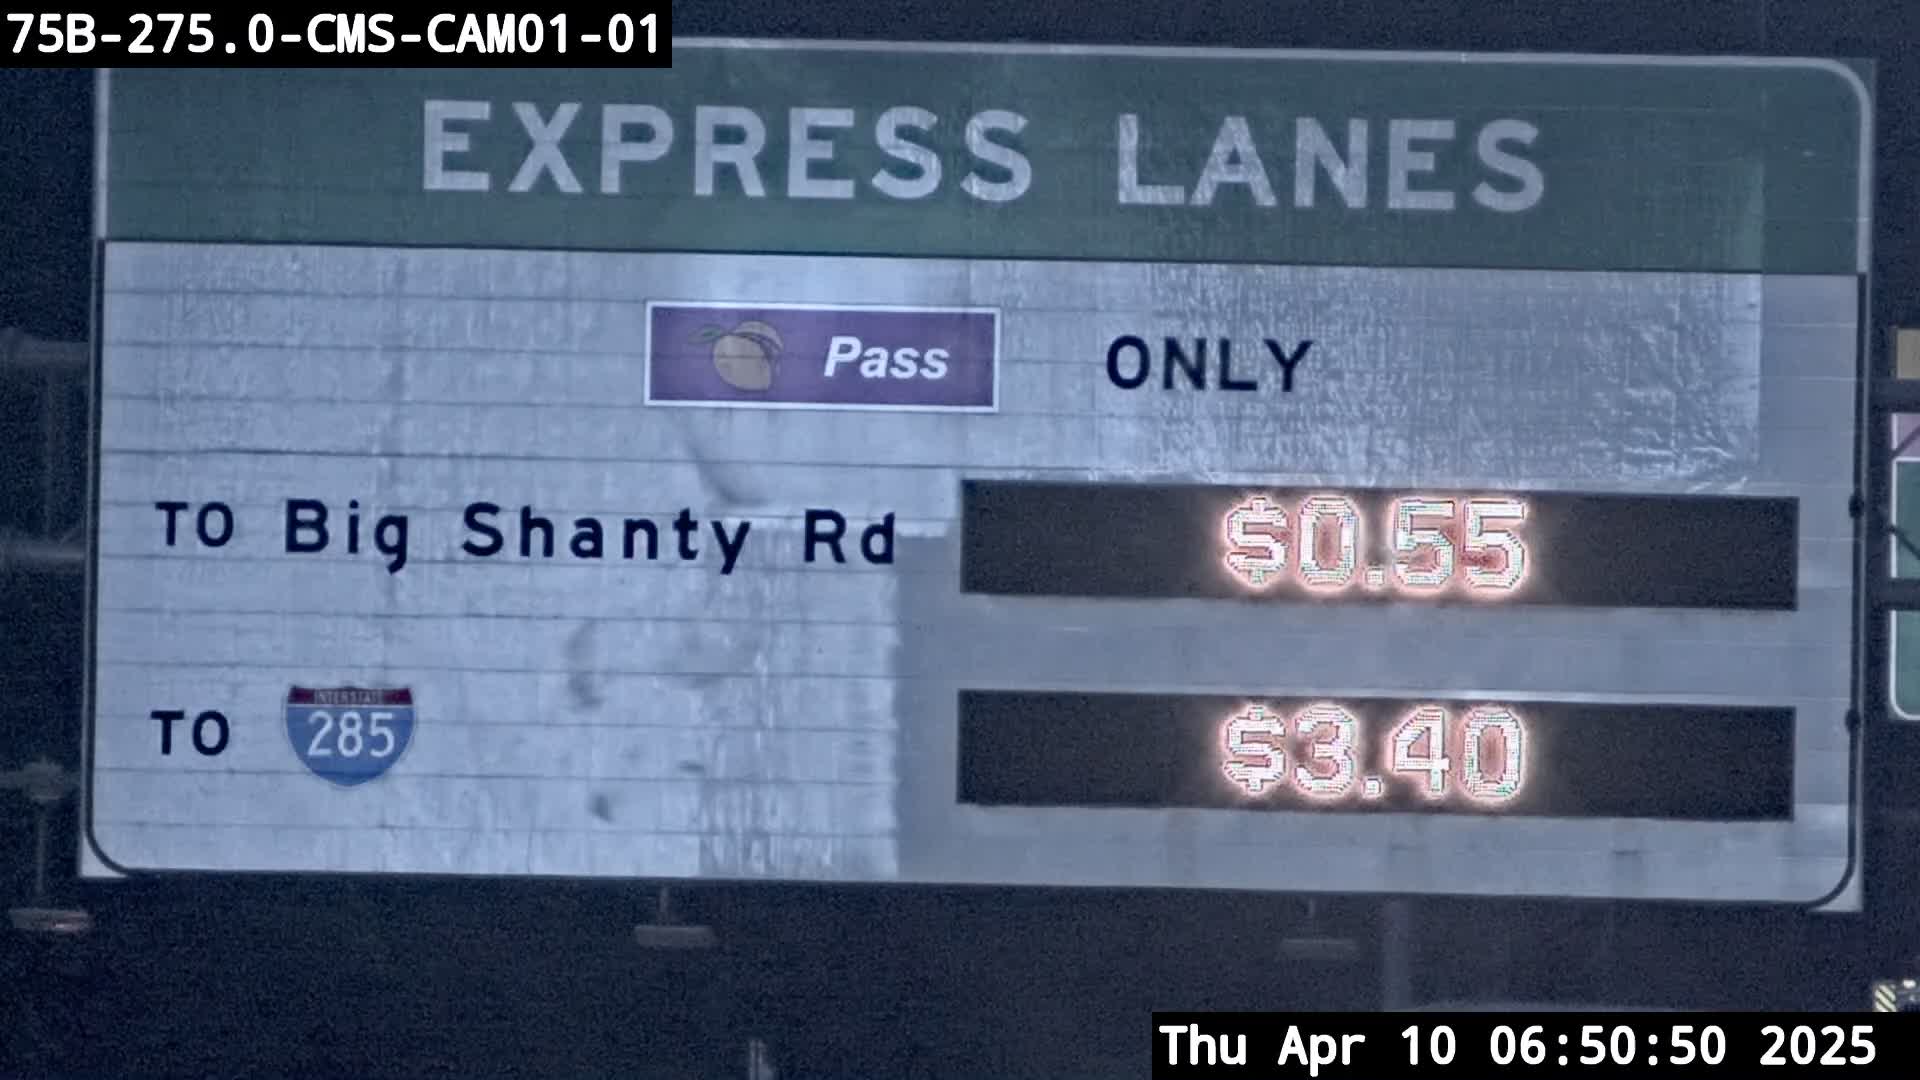 75B-275.0-CMS-CAM01-01
EXPRESS LANES
Pass ONLY
TO Big Shanty Rd $0.55
INTERSTATE
TO 285 $3.40
Thu Apr 10 06:50:50 2025